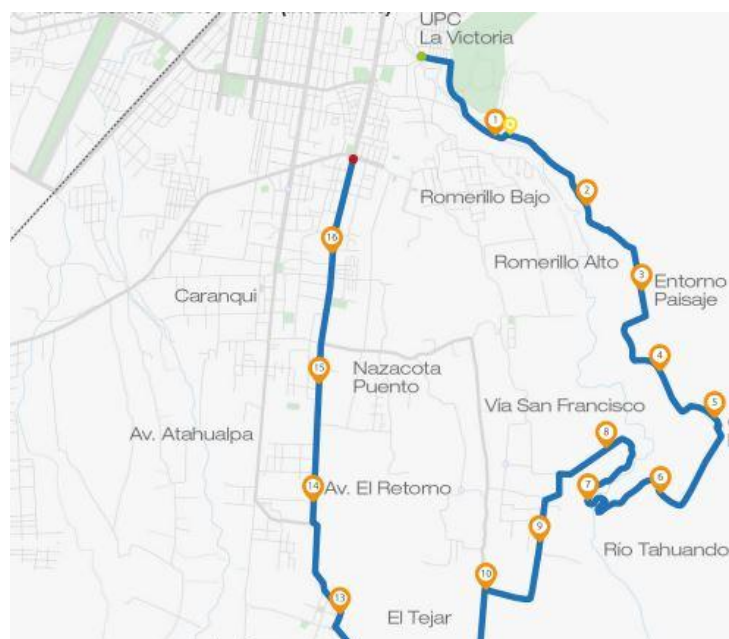 UPC
La Victoria
1
2
Romerillo Bajo
Romerillo Alto
3
Entorno
Paisaje
16
Caranqui
4
15
Nazacota
Puento
5
Vía San Francisco
8
Av. Atahualpa
14
Av. El Retorno
7
6
9
Río Tahuando
10
13
El Tejar